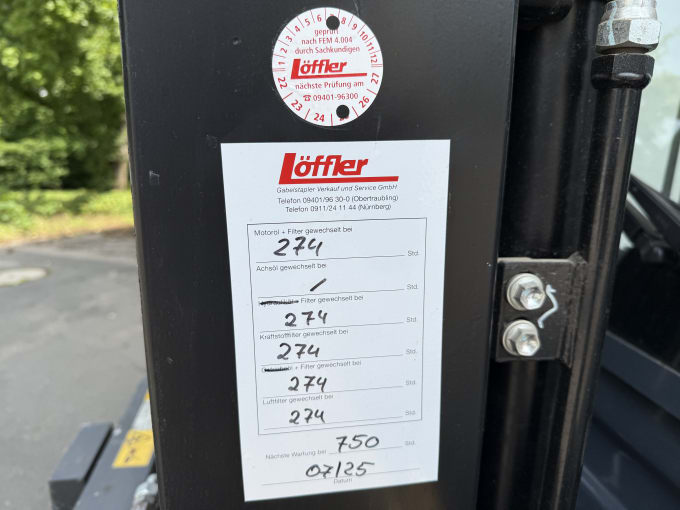 1 2 3 4 5 6 8 9 10 11 12
geprüft
nach FEM 4.004
durch Sachkundigen
Löffler
nächste Prüfung am
☎ 09401-96300
22 23 24 26 27
Löffler
Gabelstapler Verkauf und Service GmbH
Telefon 09401/96 30-0 (Obertraubling)
Telefon 0911/24 11 44 (Nürnberg)
Motoröl + Filter gewechselt bei
274 Std.
Achsöl gewechselt bei
/ Std.
+ Filter gewechselt bei
274 Std.
Kraftstofffilter gewechselt bei
274 Std.
+ Filter gewechselt bei
274 Std.
Luftfilter gewechselt bei
274 Std.
Nächste Wartung bei 750 Std.
07/25
Datum